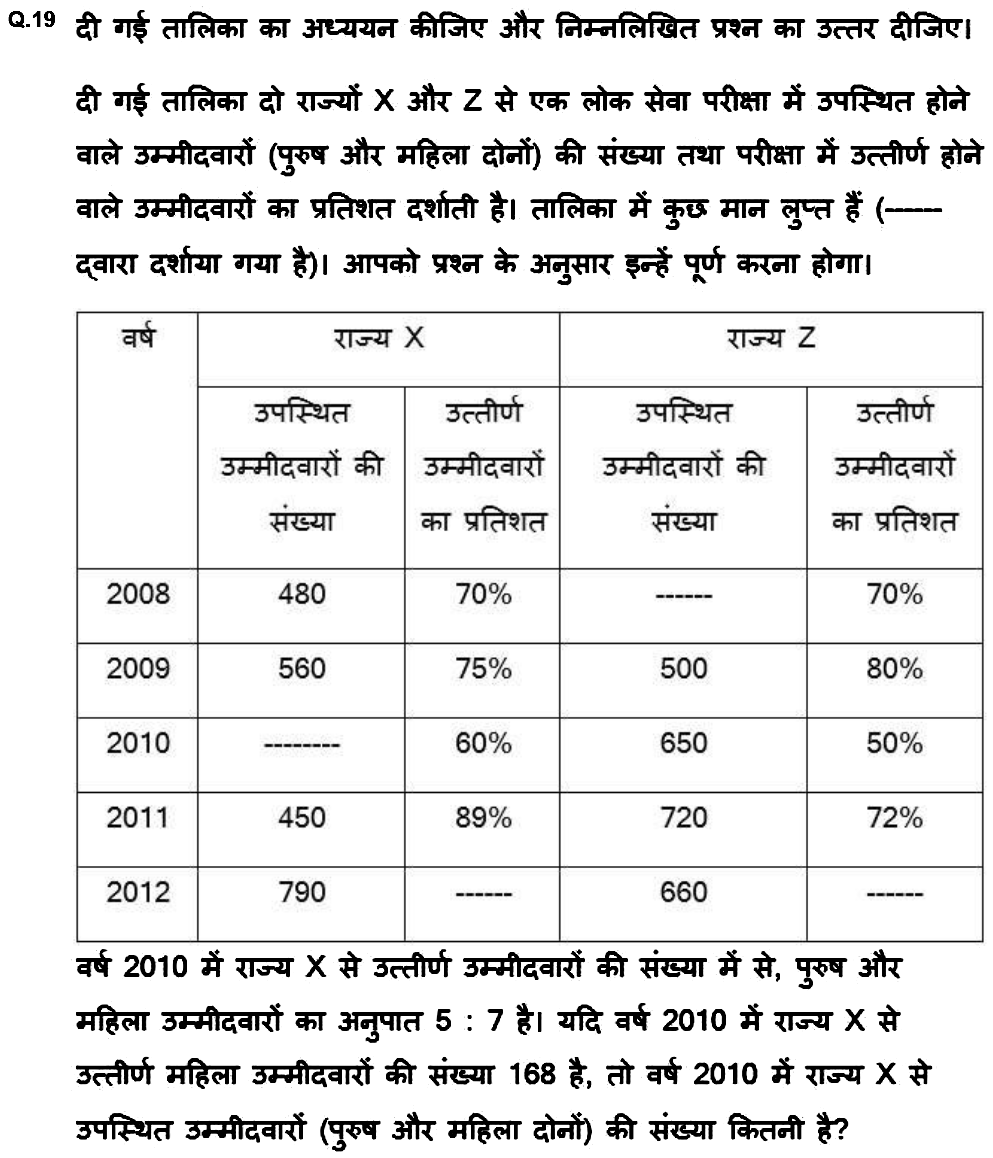 Q.19 दी गई तालिका का अध्ययन कीजिए और निम्नलिखित प्रश्न का उत्तर दीजिए।
दी गई तालिका दो राज्यों X और Z से एक लोक सेवा परीक्षा में उपस्थित होने
वाले उम्मीदवारों (पुरुष और महिला दोनों) की संख्या तथा परीक्षा में उत्तीर्ण होने
वाले उम्मीदवारों का प्रतिशत दर्शाती है। तालिका में कुछ मान लुप्त हैं (------
द्वारा दर्शाया गया है)। आपको प्रश्न के अनुसार इन्हें पूर्ण करना होगा।
वर्ष राज्य X राज्य Z
उपस्थित उत्तीर्ण उपस्थित उत्तीर्ण
उम्मीदवारों की उम्मीदवारों उम्मीदवारों की उम्मीदवारों
संख्या का प्रतिशत संख्या का प्रतिशत
2008 480 70% ------ 70%
2009 560 75% 500 80%
2010 -------- 60% 650 50%
2011 450 89% 720 72%
2012 790 ------ 660 ------
वर्ष 2010 में राज्य X से उत्तीर्ण उम्मीदवारों की संख्या में से, पुरुष और
महिला उम्मीदवारों का अनुपात 5 : 7 है। यदि वर्ष 2010 में राज्य X से
उत्तीर्ण महिला उम्मीदवारों की संख्या 168 है, तो वर्ष 2010 में राज्य X से
उपस्थित उम्मीदवारों (पुरुष और महिला दोनों) की संख्या कितनी है?